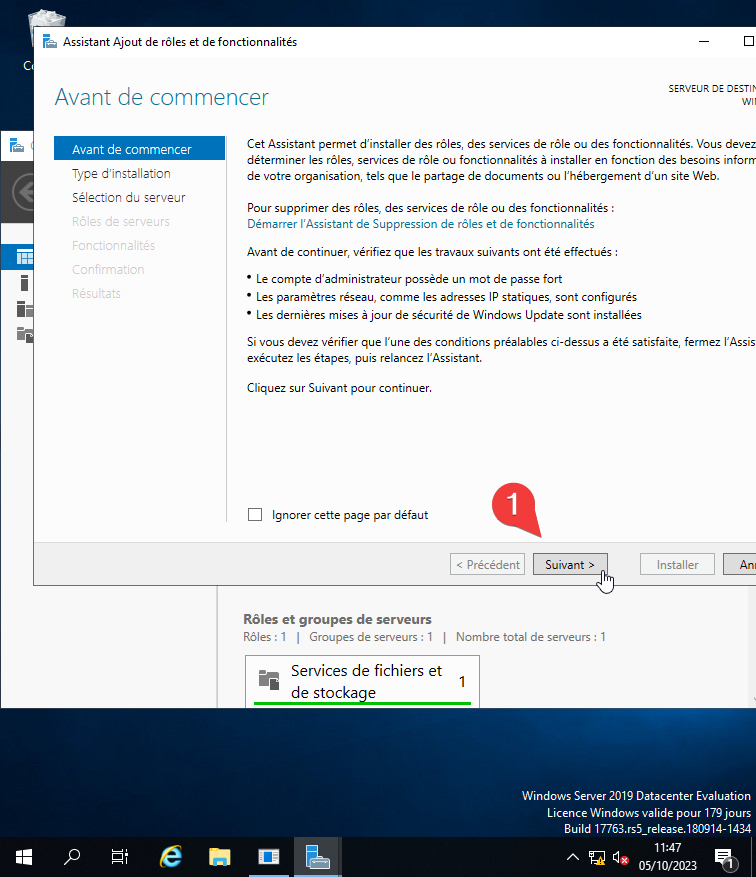 Assistant Ajout de rôles et de fonctionnalités
Avant de commencer
SERVEUR DE DESTIN
WIN
Avant de commencer
Type d'installation
Sélection du serveur
Rôles de serveurs
Fonctionnalités
Confirmation
Résultats
Cet Assistant permet d'installer des rôles, des services de rôle ou des fonctionnalités. Vous devez
déterminer les rôles, services de rôle ou fonctionnalités à installer en fonction des besoins inform
de votre organisation, tels que le partage de documents ou l'hébergement d'un site Web.
Pour supprimer des rôles, des services de rôle ou des fonctionnalités :
Démarrer l'Assistant de Suppression de rôles et de fonctionnalités
Avant de continuer, vérifiez que les travaux suivants ont été effectués :
• Le compte d'administrateur possède un mot de passe fort
• Les paramètres réseau, comme les adresses IP statiques, sont configurés
• Les dernières mises à jour de sécurité de Windows Update sont installées
Si vous devez vérifier que l'une des conditions préalables ci-dessus a été satisfaite, fermez l'Assis
exécutez les étapes, puis relancez l'Assistant.
Cliquez sur Suivant pour continuer.
Ignorer cette page par défaut
1
< Précédent
Suivant >
Installer
Ann
Rôles et groupes de serveurs
Rôles : 1 | Groupes de serveurs : 1 | Nombre total de serveurs : 1
Services de fichiers et
de stockage
1
Windows Server 2019 Datacenter Evaluation
Licence Windows valide pour 179 jours
Build 17763.rs5_release.180914-1434
11:47
05/10/2023
1